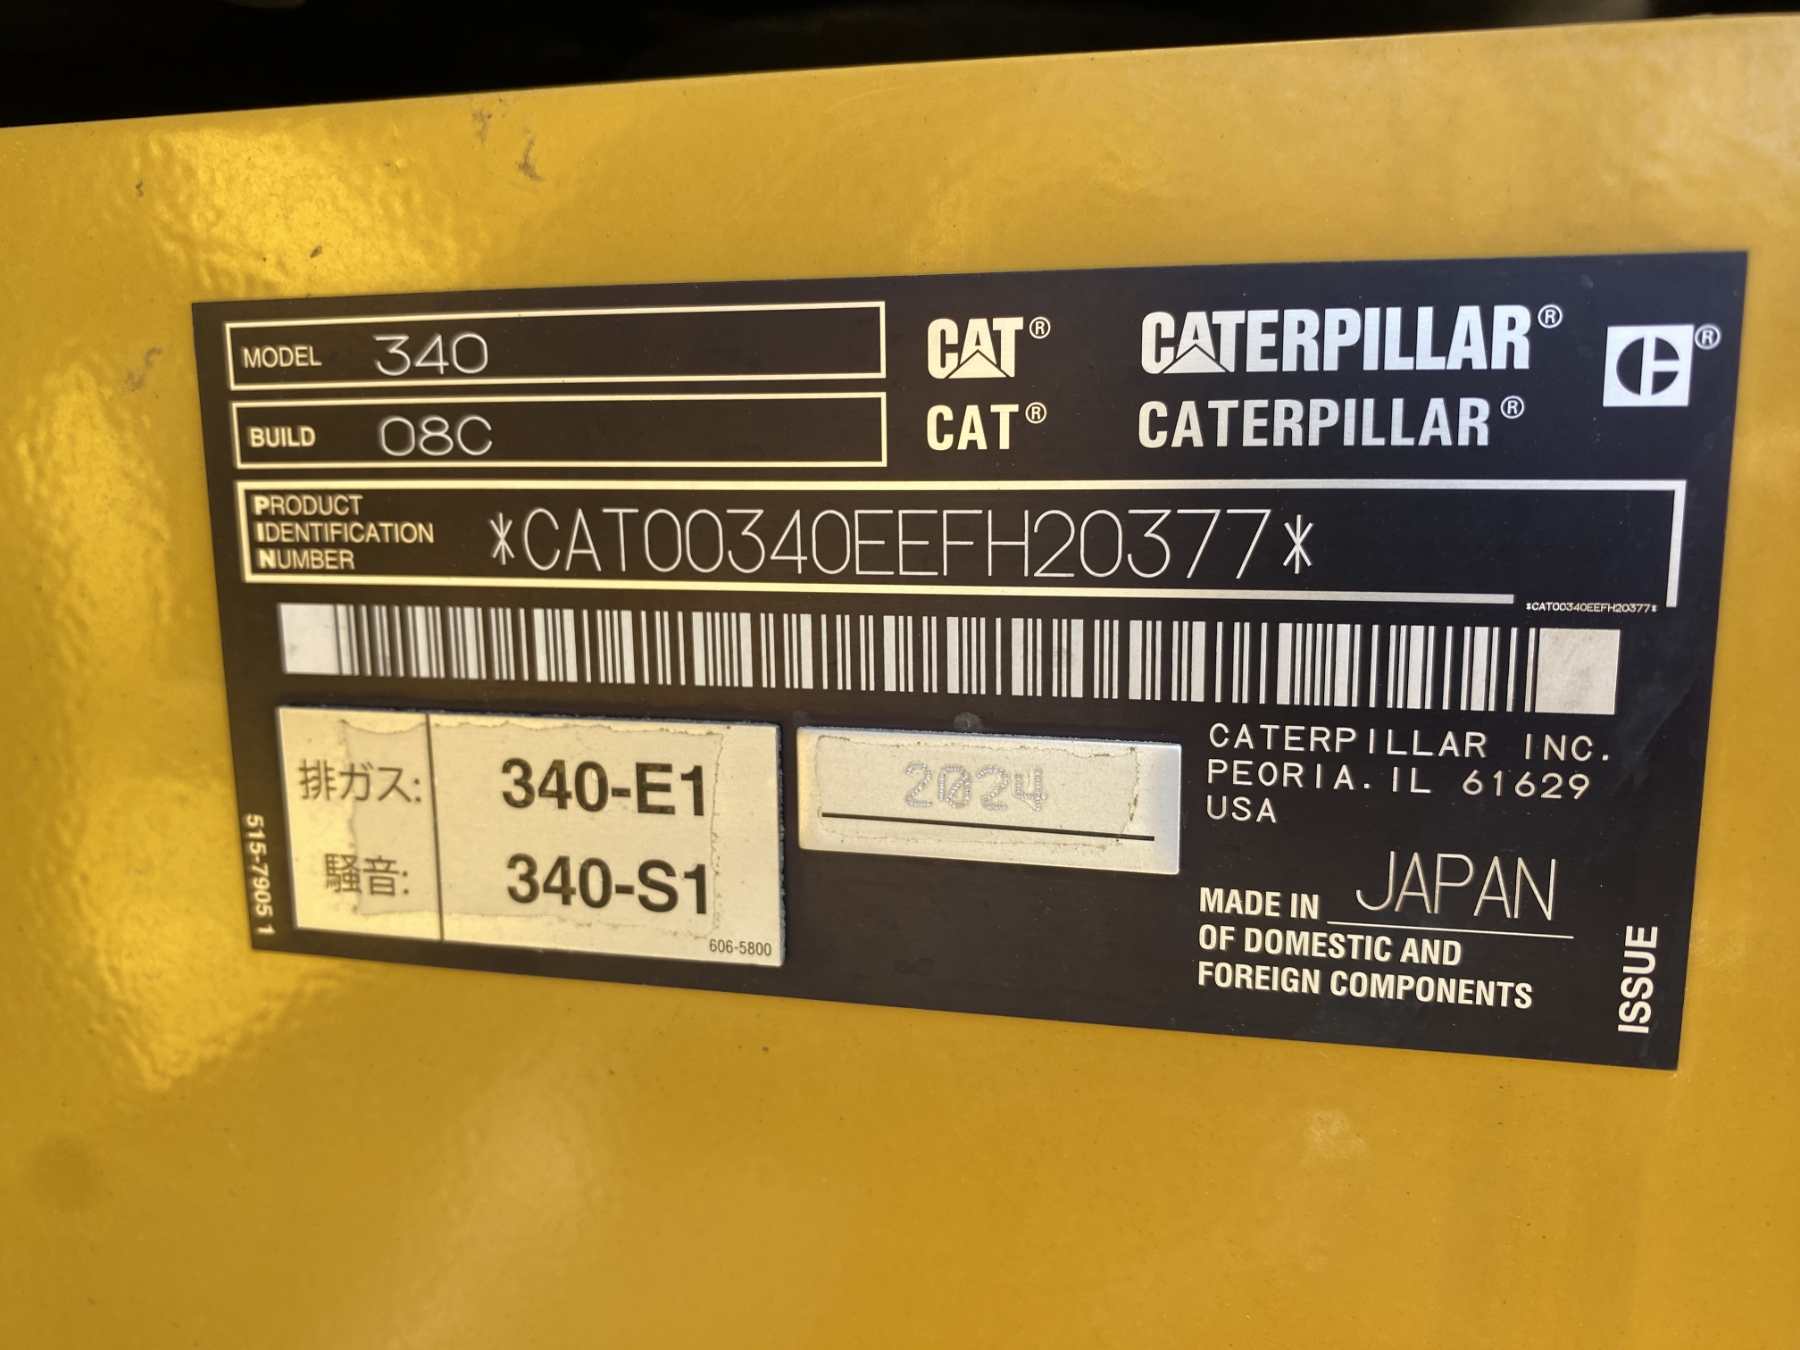 MODEL 340
BUILD 08C
CAT® CATERPILLAR® ®
CAT® CATERPILLAR®
PRODUCT
IDENTIFICATION
NUMBER
*CAT00340EEFH20377*
*CAT00340EEFH20377*
排ガス: 340-E1
騒音: 340-S1
606-5800
515-7905 1
2024
CATERPILLAR INC.
PEORIA. IL 61629
USA
MADE IN JAPAN
OF DOMESTIC AND
FOREIGN COMPONENTS
ISSUE